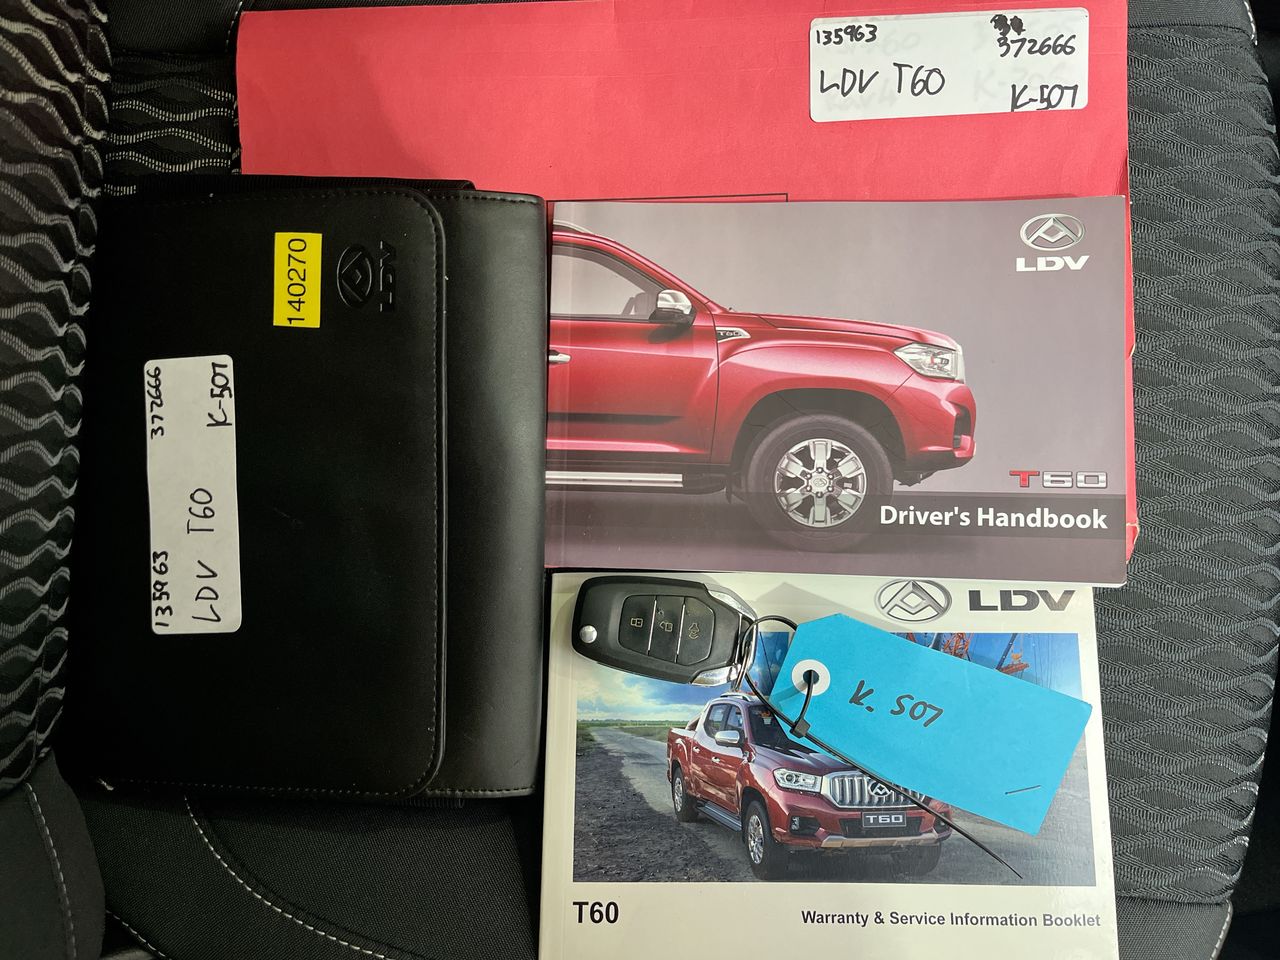 135963
372666
LDV T60
K-507
140270
LDV
135963
372666
LDV T60
K-507
LDV
T60
T60
Driver's Handbook
LDV
K. 507
T60
T60
Warranty & Service Information Booklet